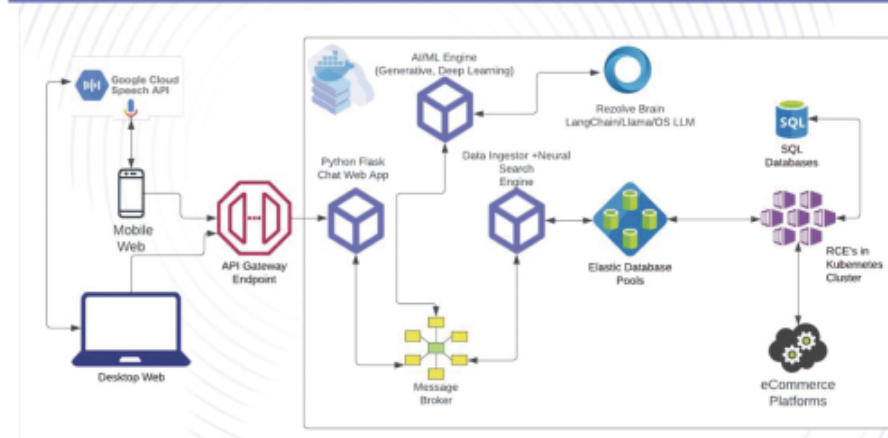 Google Cloud
Speech API
AI/ML Engine
(Generative, Deep Learning)
Rezolve Brain
LangChain/Llama/OS LLM
SQL
SQL
Databases
Python Flask
Chat Web App
Data Ingestor +Neural
Search
Engine
Mobile
Web
API Gateway
Endpoint
Elastic Database
Pools
RCE's in
Kubernetes
Cluster
Desktop Web
Message
Broker
eCommerce
Platforms